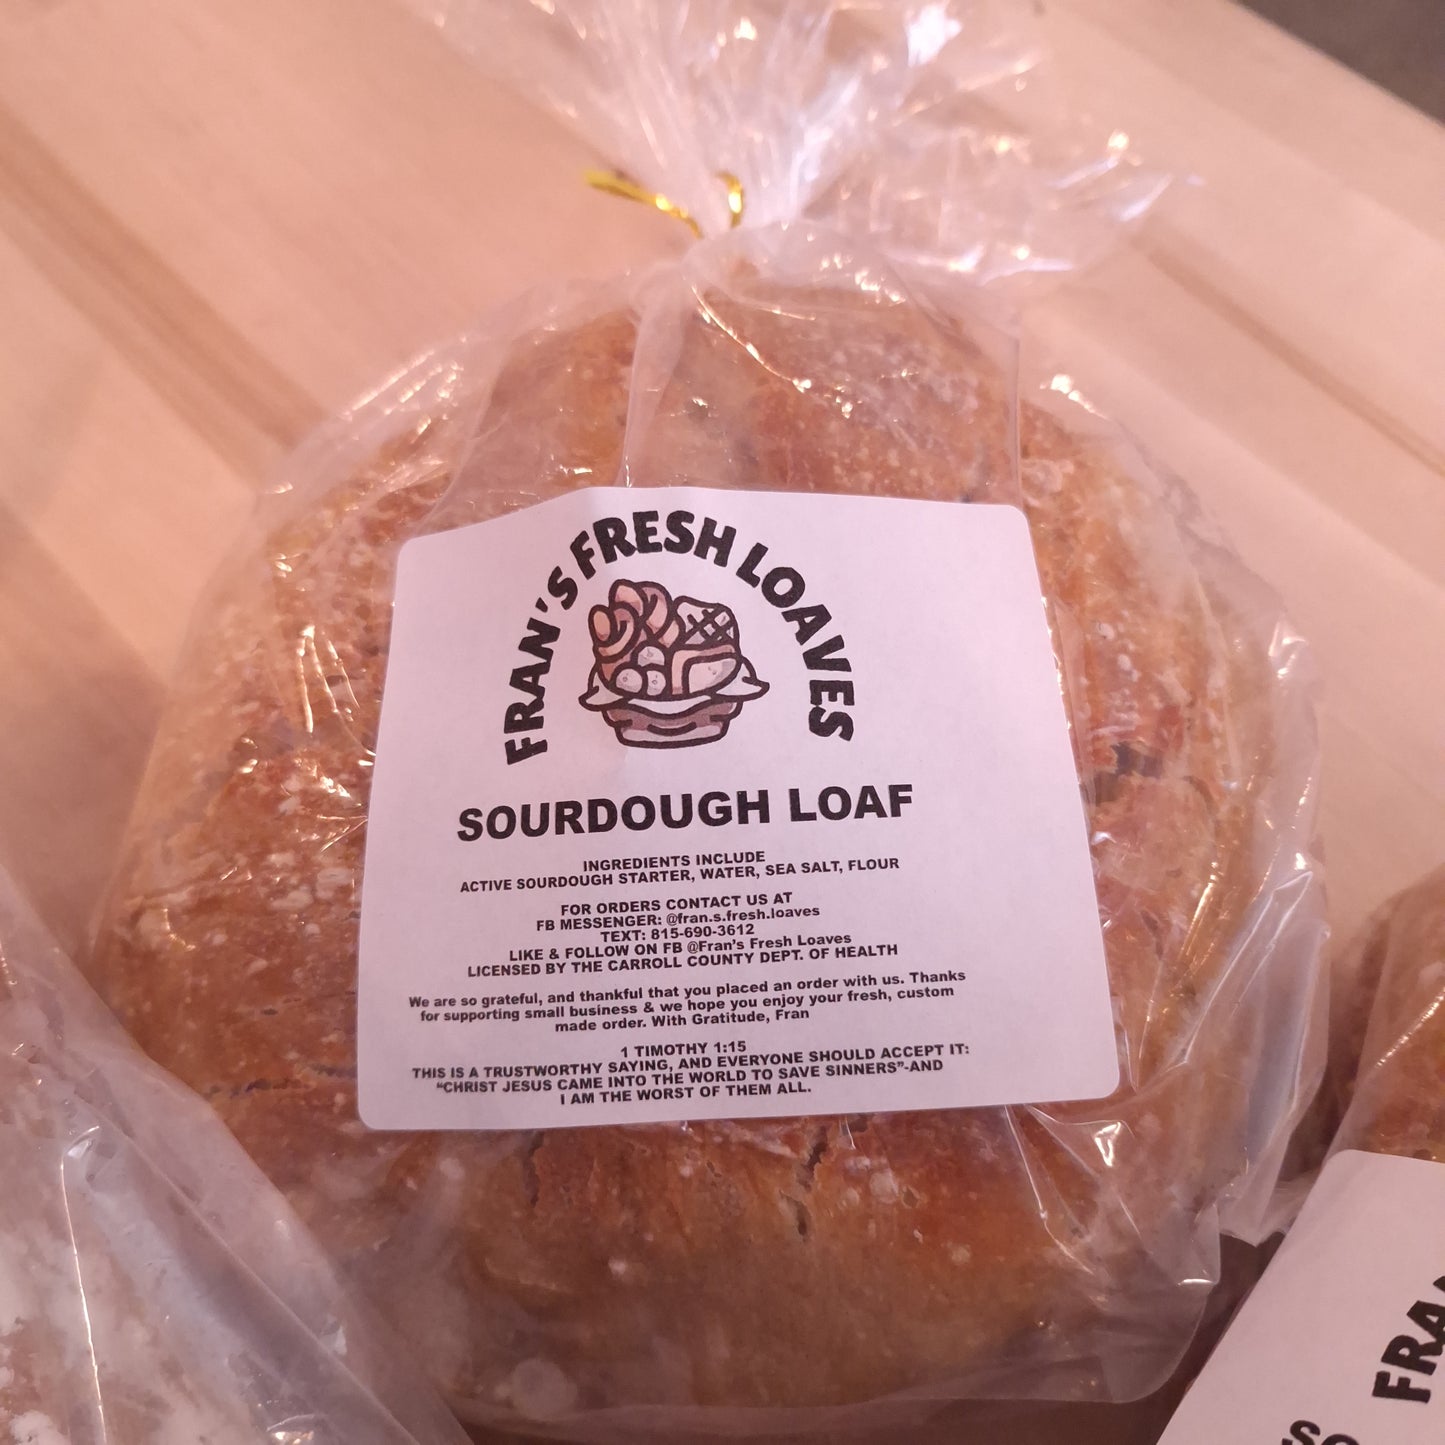 FRAN'S FRESH LOAVES
SOURDOUGH LOAF
INGREDIENTS INCLUDE
ACTIVE SOURDOUGH STARTER, WATER, SEA SALT, FLOUR
FOR ORDERS CONTACT US AT
FB MESSENGER: @fran.s.fresh.loaves
TEXT: 815-690-3612
LIKE & FOLLOW ON FB @Fran's Fresh Loaves
LICENSED BY THE CARROLL COUNTY DEPT. OF HEALTH
We are so grateful, and thankful that you placed an order with us. Thanks
for supporting small business & we hope you enjoy your fresh, custom
made order. With Gratitude, Fran
1 TIMOTHY 1:15
THIS IS A TRUSTWORTHY SAYING, AND EVERYONE SHOULD ACCEPT IT:
"CHRIST JESUS CAME INTO THE WORLD TO SAVE SINNERS"-AND
I AM THE WORST OF THEM ALL.
FRA